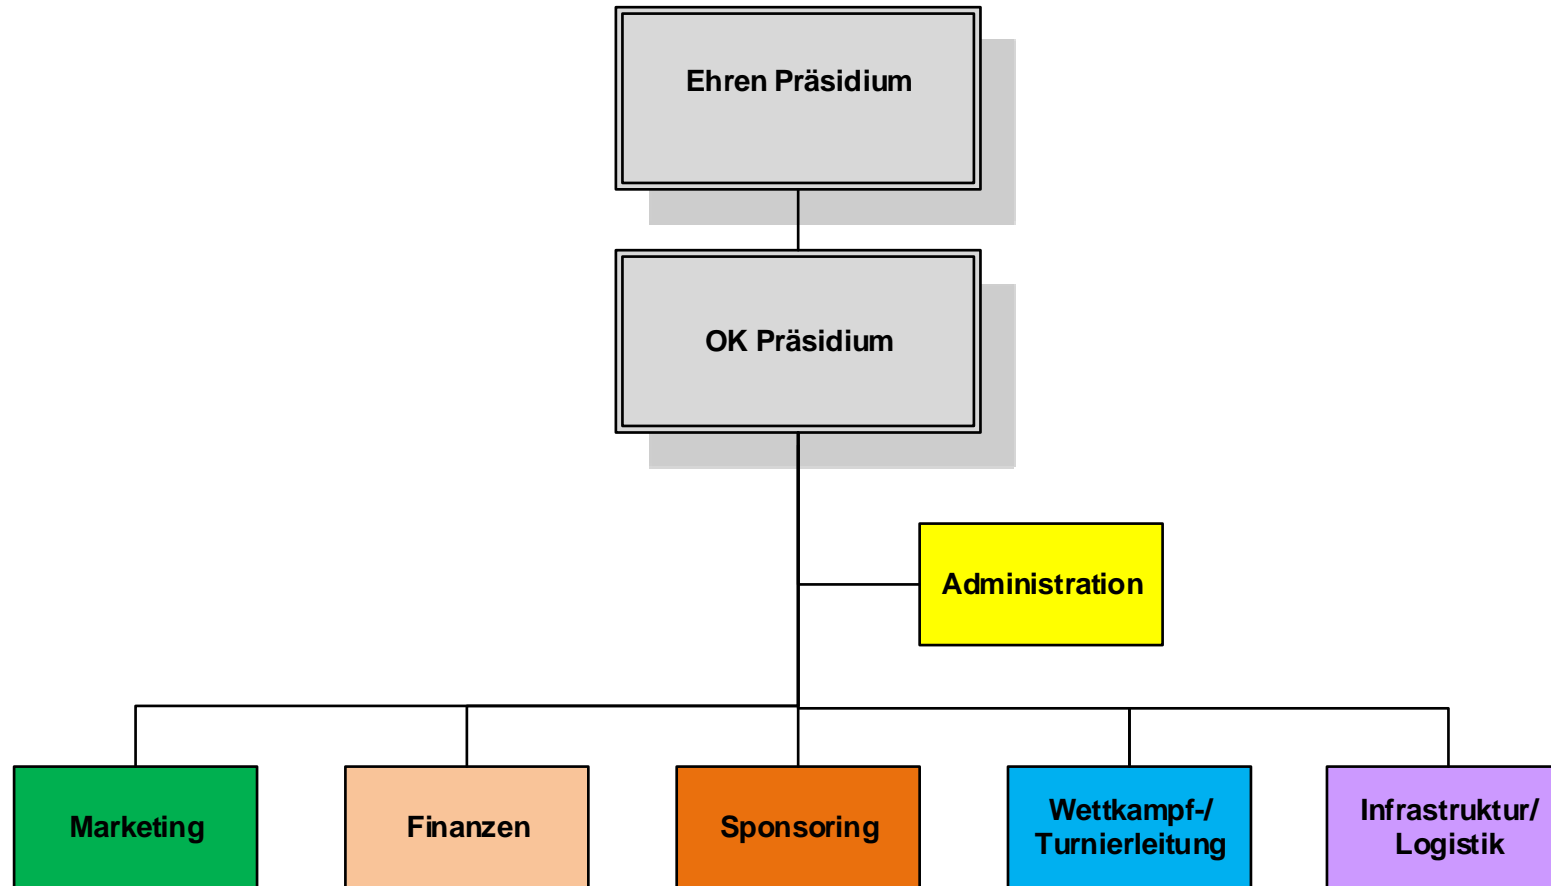 Ehren Präsidium
OK Präsidium
Administration
Marketing
Finanzen
Sponsoring
Wettkampf-/
Turnierleitung
Infrastruktur/
Logistik